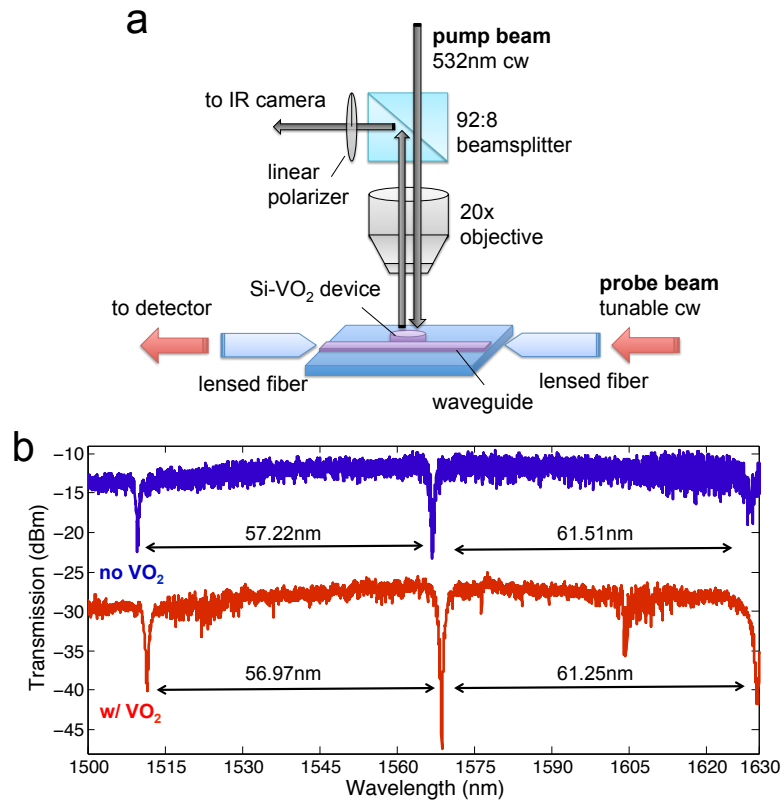 a
pump beam
532nm cw
to IR camera
92:8
beamsplitter
linear
polarizer
20x
objective
Si-VO₂ device
probe beam
tunable cw
to detector
lensed fiber
waveguide
lensed fiber
b
Transmission (dBm)
−10
−15
−20
−25
−30
−35
−40
−45
57.22nm
61.51nm
no VO₂
56.97nm
61.25nm
w/ VO₂
1500 1515 1530 1545 1560 1575 1590 1605 1620 1630
Wavelength (nm)